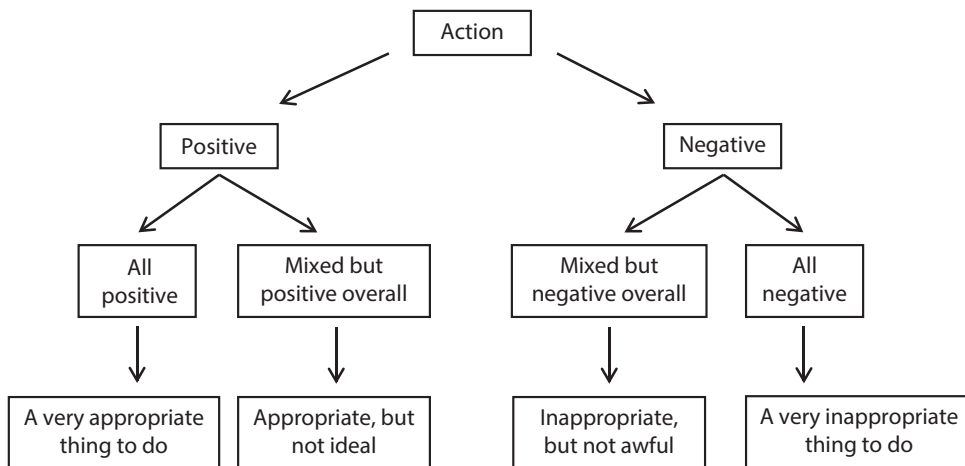 Action
Positive
Negative
All
positive
Mixed but
positive overall
Mixed but
negative overall
All
negative
A very appropriate
thing to do
Appropriate, but
not ideal
Inappropriate,
but not awful
A very inappropriate
thing to do